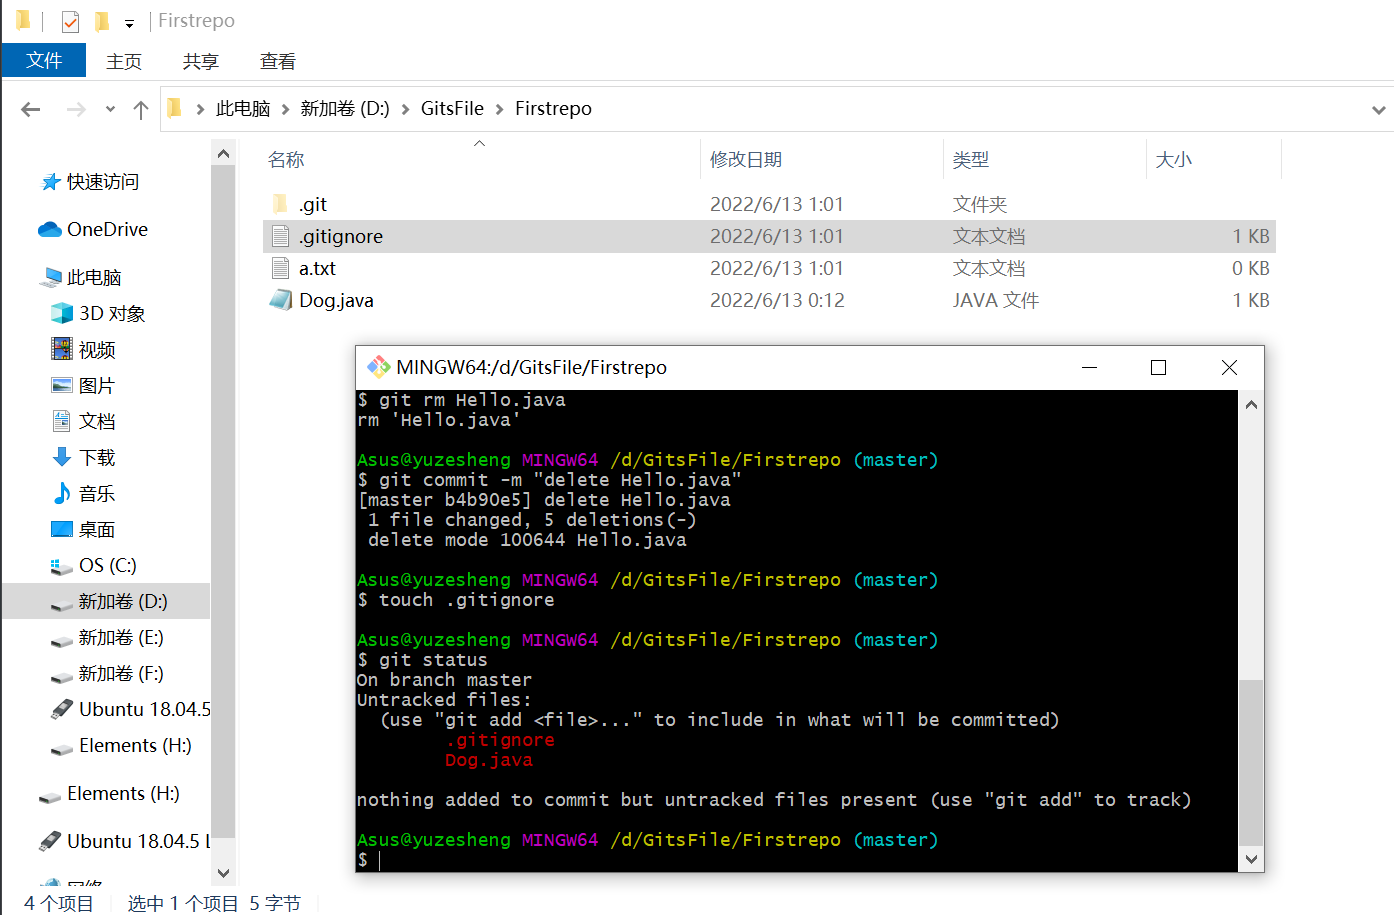 Firstrepo
文件 主页 共享 查看
此电脑 新加卷 (D:) GitsFile Firstrepo
名称 修改日期 类型 大小
.git 2022/6/13 1:01 文件夹
.gitignore 2022/6/13 1:01 文本文档 1 KB
a.txt 2022/6/13 1:01 文本文档 0 KB
Dog.java 2022/6/13 0:12 JAVA 文件 1 KB
快速访问
OneDrive
此电脑
3D 对象
视频
图片
文档
下载
音乐
桌面
OS (C:)
新加卷 (D:)
新加卷 (E:)
新加卷 (F:)
Ubuntu 18.04.5
Elements (H:)
Elements (H:)
Ubuntu 18.04.5 L
网络
MINGW64:/d/GitsFile/Firstrepo
$ git rm Hello.java
rm 'Hello.java'
Asus@yuzesheng MINGW64 /d/GitsFile/Firstrepo (master)
$ git commit -m "delete Hello.java"
[master b4b90e5] delete Hello.java
1 file changed, 5 deletions(-)
delete mode 100644 Hello.java
Asus@yuzesheng MINGW64 /d/GitsFile/Firstrepo (master)
$ touch .gitignore
Asus@yuzesheng MINGW64 /d/GitsFile/Firstrepo (master)
$ git status
On branch master
Untracked files:
(use "git add <file>..." to include in what will be committed)
.gitignore
Dog.java
nothing added to commit but untracked files present (use "git add" to track)
Asus@yuzesheng MINGW64 /d/GitsFile/Firstrepo (master)
$
4 个项目 选中 1 个项目 5 字节